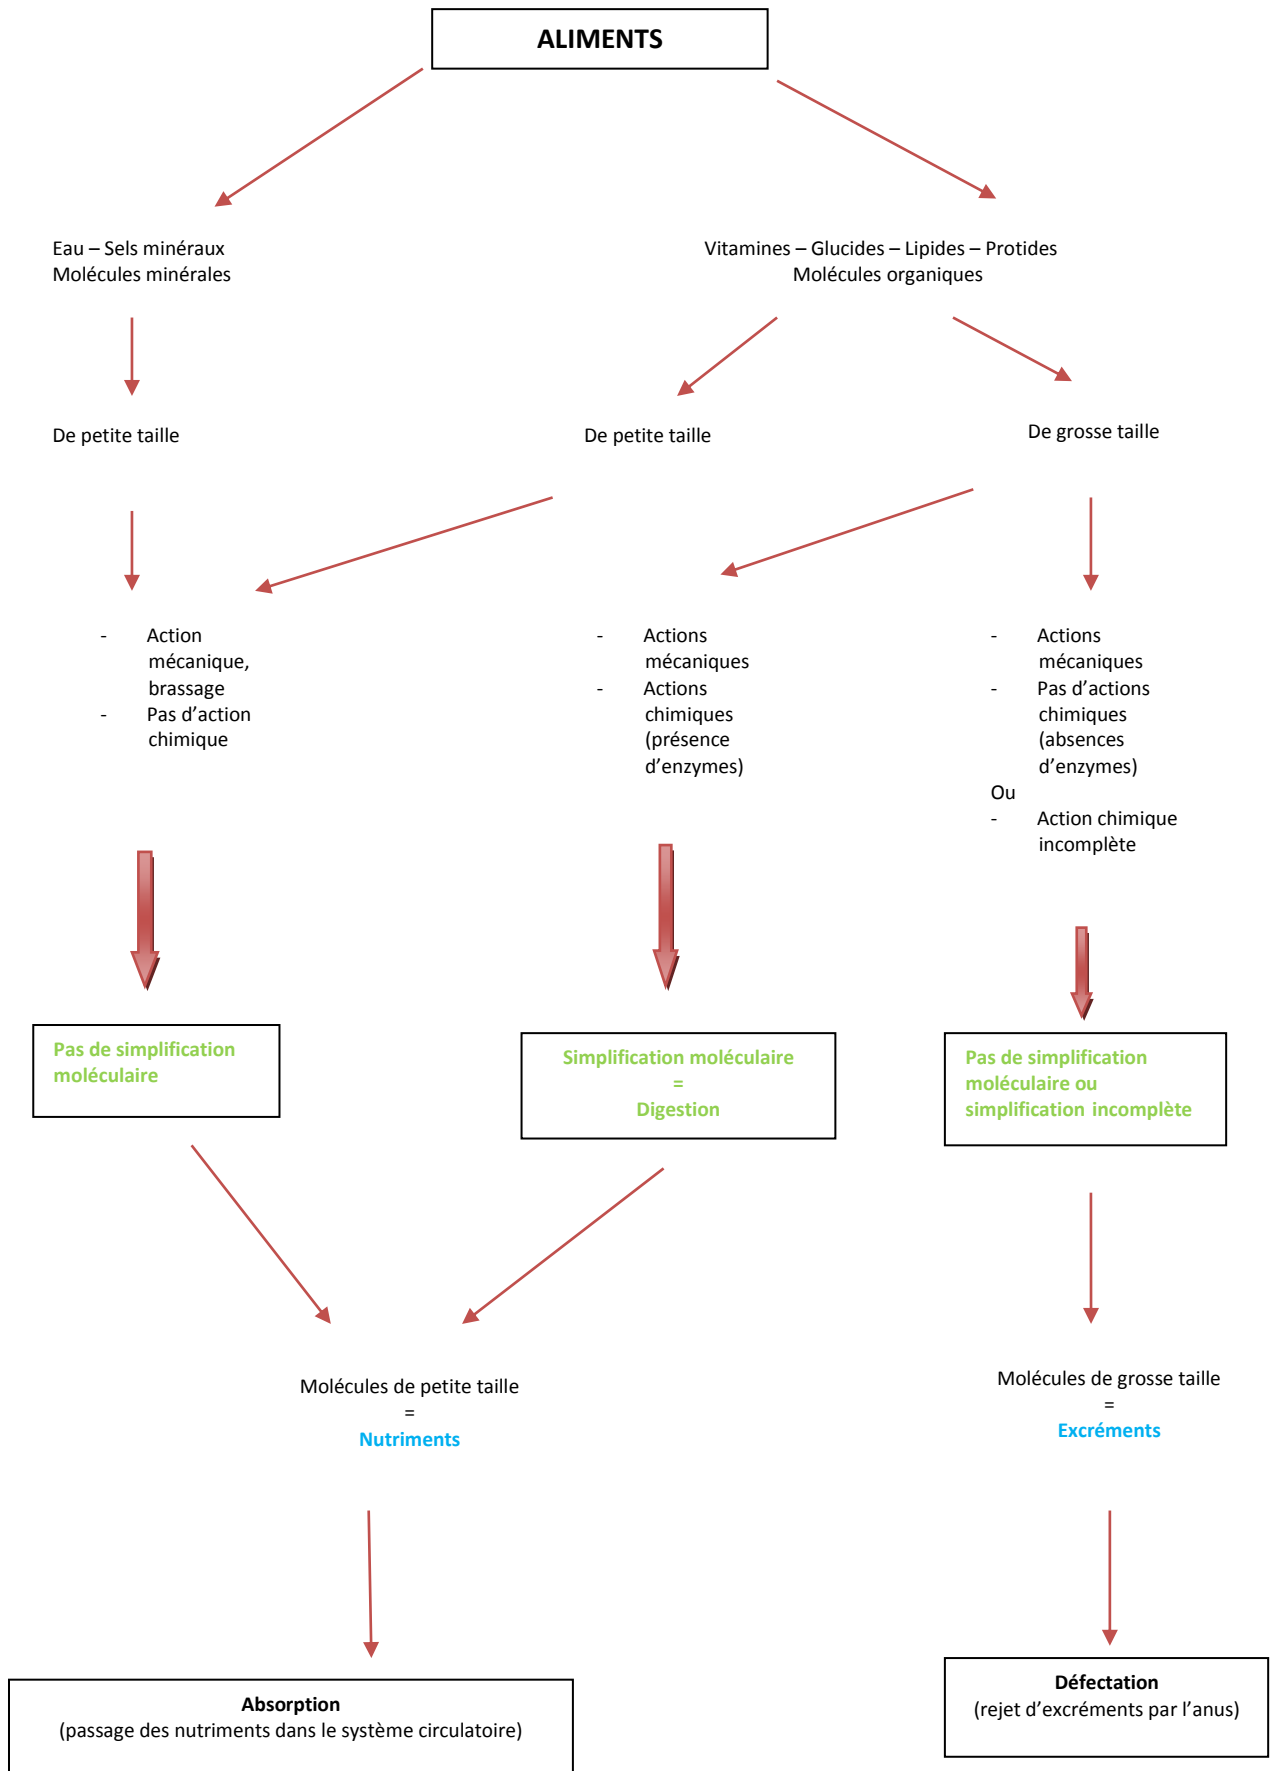 ALIMENTS
Eau – Sels minéraux
Molécules minérales
Vitamines – Glucides – Lipides – Protides
Molécules organiques
De petite taille
De petite taille
De grosse taille
- Action
mécanique,
brassage
- Pas d’action
chimique
- Actions
mécaniques
- Actions
chimiques
(présence
d’enzymes)
- Actions
mécaniques
- Pas d’actions
chimiques
(absences
d’enzymes)
Ou
- Action chimique
incomplète
Pas de simplification
moléculaire
Simplification moléculaire
=
Digestion
Pas de simplification
moléculaire ou
simplification incomplète
Molécules de petite taille
=
Nutriments
Molécules de grosse taille
=
Excréments
Absorption
(passage des nutriments dans le système circulatoire)
Défectation
(rejet d’excréments par l’anus)